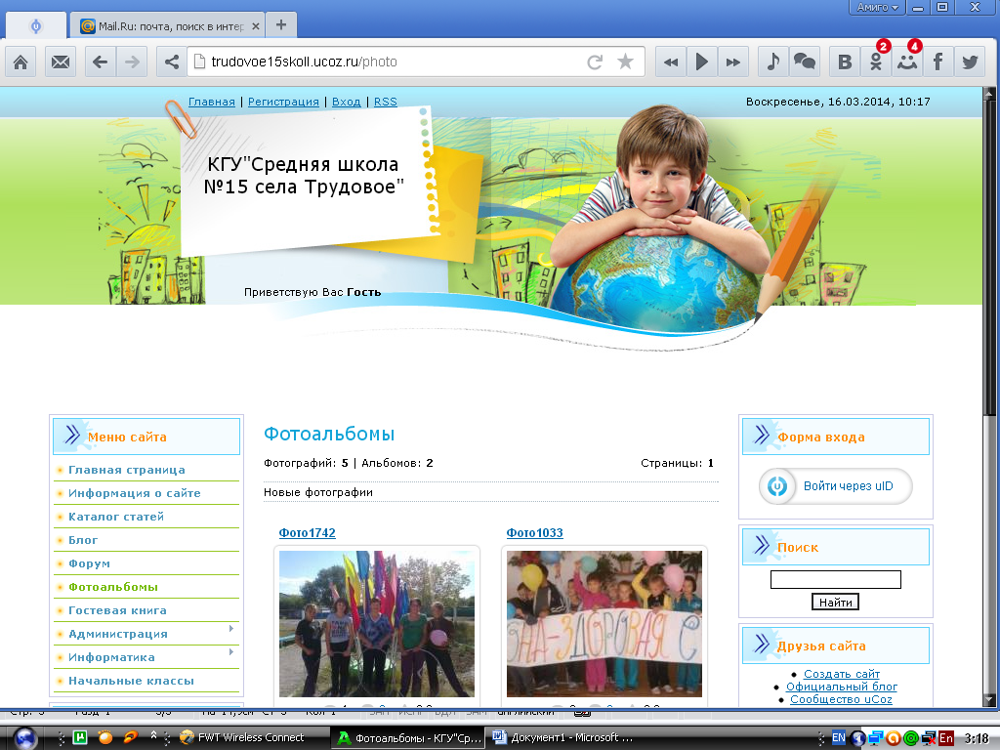 Амиго
Mail.Ru: почта, поиск в интер
trudovoe15skoll.ucoz.ru/photo
2
4
Главная | Регистрация | Вход | RSS
Воскресенье, 16.03.2014, 10:17
КГУ"Средняя школа
№15 села Трудовое"
Приветствую Вас Гость
Меню сайта
Главная страница
Информация о сайте
Каталог статей
Блог
Форум
Фотоальбомы
Гостевая книга
Администрация
Информатика
Начальные классы
Фотоальбомы
Фотографий: 5 | Альбомов: 2
Страницы: 1
Новые фотографии
Фото1742
Фото1033
НА-ЗДОРОВАЯ С
Форма входа
Войти через uID
Поиск
Найти
Друзья сайта
Создать сайт
Официальный блог
Сообщество uCoz
FWT Wireless Connect
Фотоальбомы - КГУ"Ср...
Документ1 - Microsoft ...
EN
En
3:18